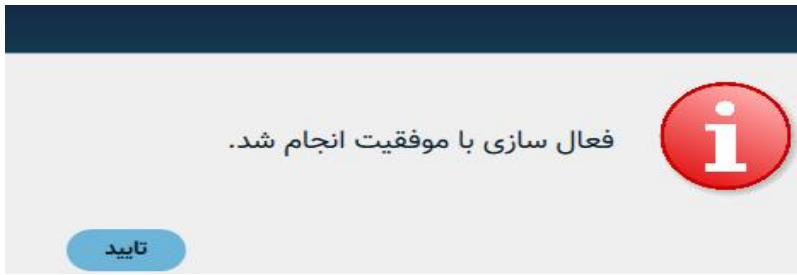 فعال سازی با موفقیت انجام شد.
تایید